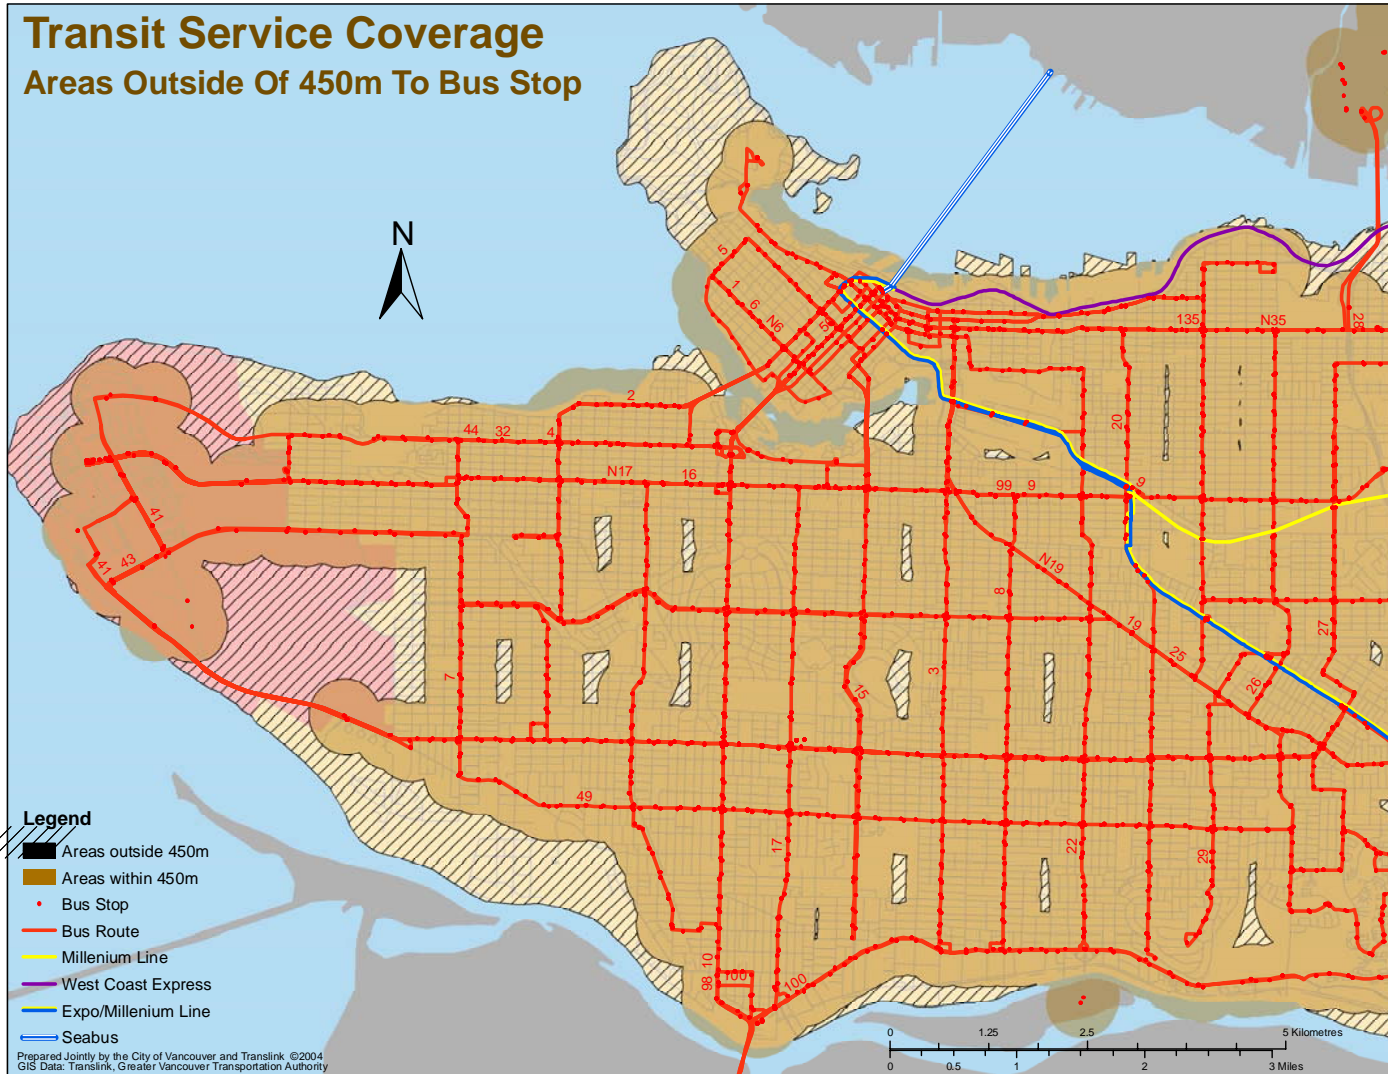 Transit Service Coverage
Areas Outside Of 450m To Bus Stop
N
5
1
6
N6
5
135
N35
28
2
44
32
4
20
N17
16
99
9
9
41
41
43
N19
8
19
25
27
7
3
15
26
49
17
22
29
10
98
100
100
Legend
Areas outside 450m
Areas within 450m
Bus Stop
Bus Route
Millenium Line
West Coast Express
Expo/Millenium Line
Seabus
Prepared Jointly by the City of Vancouver and Translink ©2004
GIS Data: Translink, Greater Vancouver Transportation Authority
0 1.25 2.5 5 Kilometres
0 0.5 1 2 3 Miles